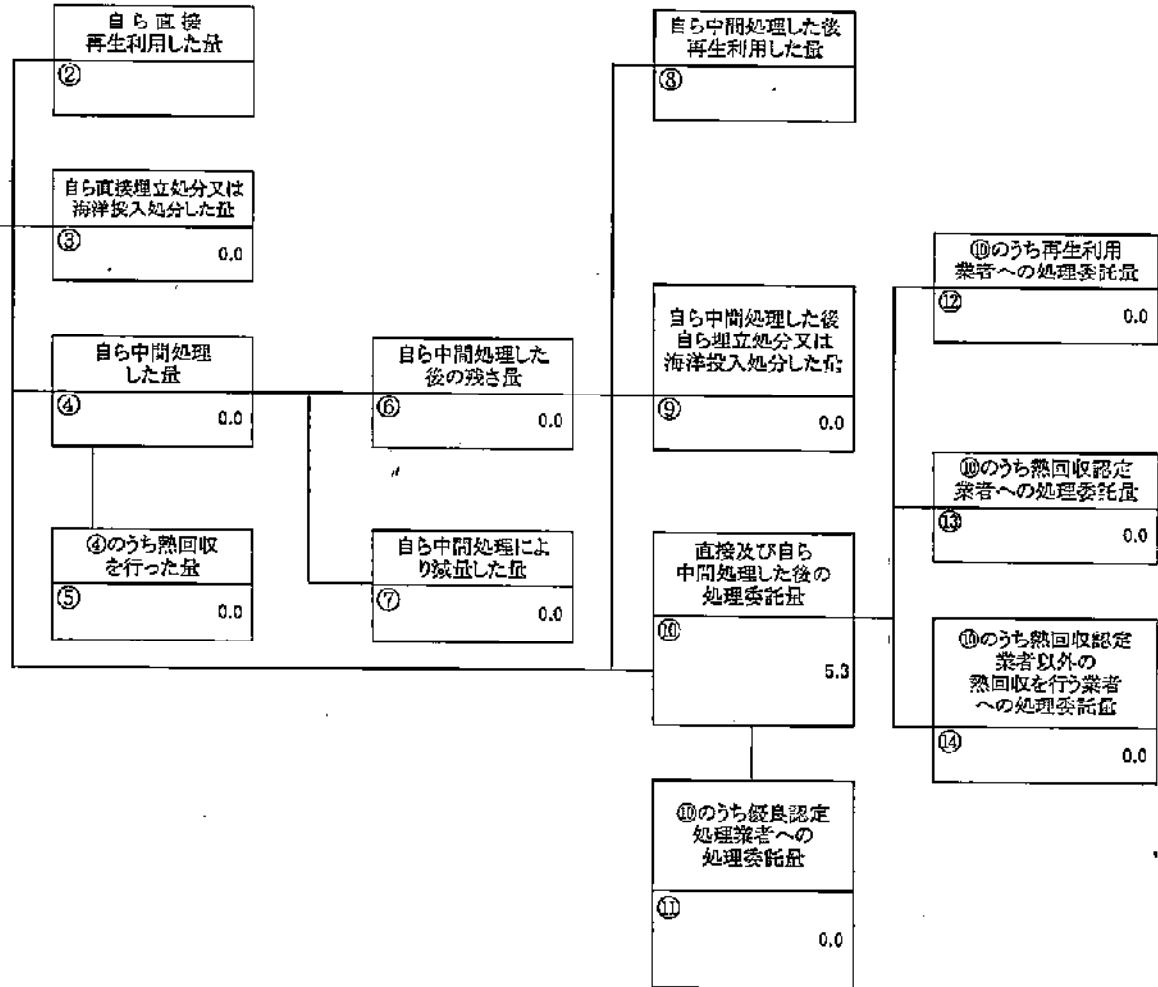 自ら直接
再生利用した量
②
自ら直接埋立処分又は
海洋投入処分した量
③
0.0
自ら中間処理
した量
④
0.0
④のうち熱回収
を行った量
⑤
0.0
自ら中間処理した
後の残さ量
⑥
0.0
自ら中間処理によ
り減量した量
⑦
0.0
自ら中間処理した後
再生利用した量
⑧
自ら中間処理した後
自ら埋立処分又は
海洋投入処分した量
⑨
0.0
直接及び自ら
中間処理した後の
処理委託量
⑩
5.3
⑩のうち優良認定
処理業者への
処理委託量
⑪
0.0
⑩のうち再生利用
業者への処理委託量
⑫
0.0
⑩のうち熱回収認定
業者への処理委託量
⑬
0.0
⑩のうち熱回収認定
業者以外の
熱回収を行う業者
への処理委託量
⑭
0.0